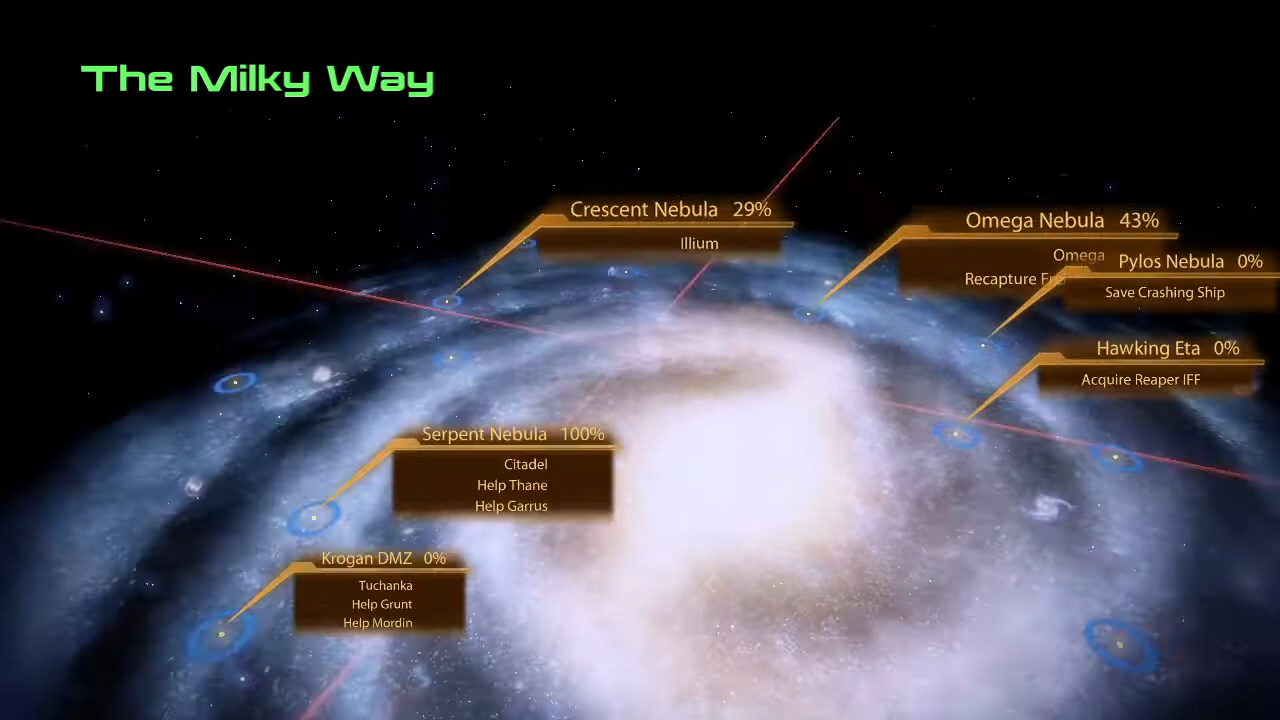 The Milky Way
Crescent Nebula 29%
Illium
Omega Nebula 43%
Omega
Recapture
Pylos Nebula 0%
Save Crashing Ship
Hawking Eta 0%
Acquire Reaper IFF
Serpent Nebula 100%
Citadel
Help Thane
Help Garrus
Krogan DMZ 0%
Tuchanka
Help Grunt
Help Mordin